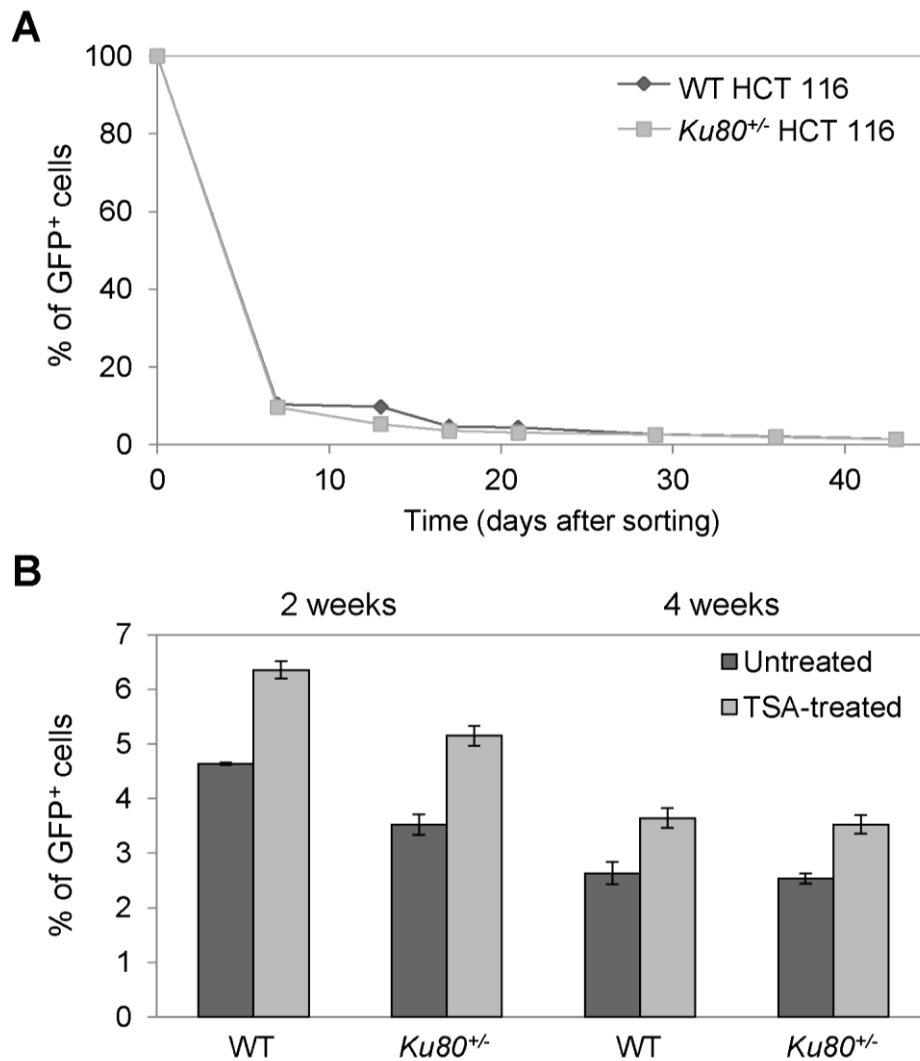 A
100
80
60
40
20
0
% of GFP⁺ cells
WT HCT 116
Ku80⁺/⁻ HCT 116
0 10 20 30 40
Time (days after sorting)
B
2 weeks 4 weeks
7
6
5
4
3
2
1
0
% of GFP⁺ cells
Untreated
TSA-treated
WT Ku80⁺/⁻ WT Ku80⁺/⁻